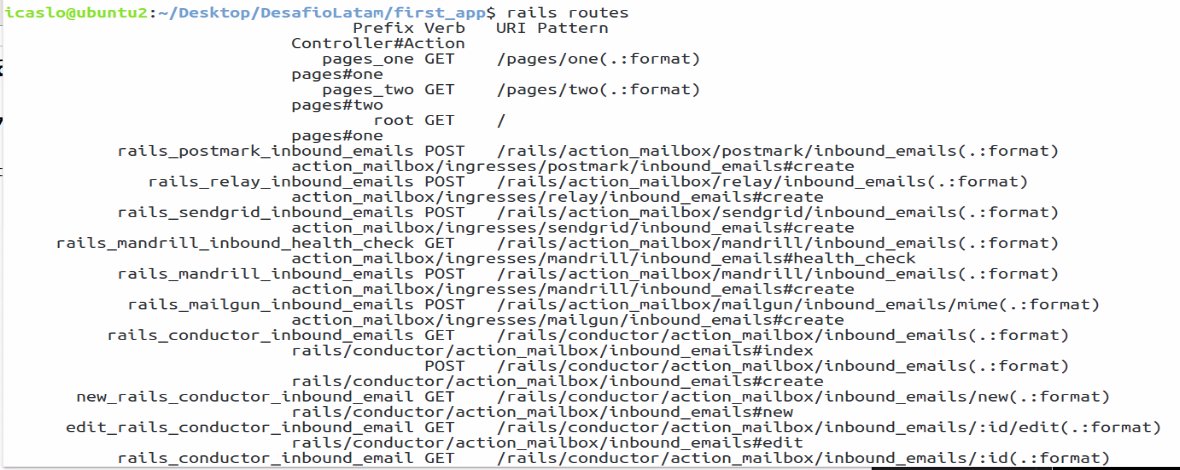 icaslo@ubuntu2:~/Desktop/DesafioLatam/first_app$ rails routes
Prefix Verb URI Pattern
Controller#Action
pages_one GET /pages/one(.:format)
pages#one
pages_two GET /pages/two(.:format)
pages#two
root GET /
pages#one
rails_postmark_inbound_emails POST /rails/action_mailbox/postmark/inbound_emails(.:format)
action_mailbox/ingresses/postmark/inbound_emails#create
rails_relay_inbound_emails POST /rails/action_mailbox/relay/inbound_emails(.:format)
action_mailbox/ingresses/relay/inbound_emails#create
rails_sendgrid_inbound_emails POST /rails/action_mailbox/sendgrid/inbound_emails(.:format)
action_mailbox/ingresses/sendgrid/inbound_emails#create
rails_mandrill_inbound_health_check GET /rails/action_mailbox/mandrill/inbound_emails(.:format)
action_mailbox/ingresses/mandrill/inbound_emails#health_check
rails_mandrill_inbound_emails POST /rails/action_mailbox/mandrill/inbound_emails(.:format)
action_mailbox/ingresses/mandrill/inbound_emails#create
rails_mailgun_inbound_emails POST /rails/action_mailbox/mailgun/inbound_emails/mime(.:format)
action_mailbox/ingresses/mailgun/inbound_emails#create
rails_conductor_inbound_emails GET /rails/conductor/action_mailbox/inbound_emails(.:format)
rails/conductor/action_mailbox/inbound_emails#index
POST /rails/conductor/action_mailbox/inbound_emails(.:format)
rails/conductor/action_mailbox/inbound_emails#create
new_rails_conductor_inbound_email GET /rails/conductor/action_mailbox/inbound_emails/new(.:format)
rails/conductor/action_mailbox/inbound_emails#new
edit_rails_conductor_inbound_email GET /rails/conductor/action_mailbox/inbound_emails/:id/edit(.:format)
rails/conductor/action_mailbox/inbound_emails#edit
rails_conductor_inbound_email GET /rails/conductor/action_mailbox/inbound_emails/:id(.:format)